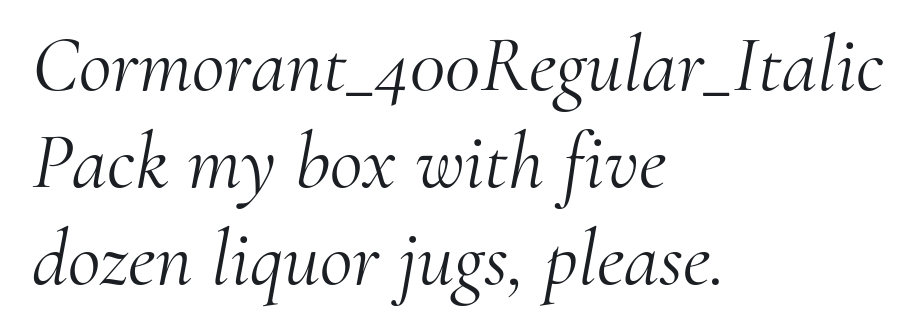 Cormorant_400Regular_Italic
Pack my box with five
dozen liquor jugs, please.